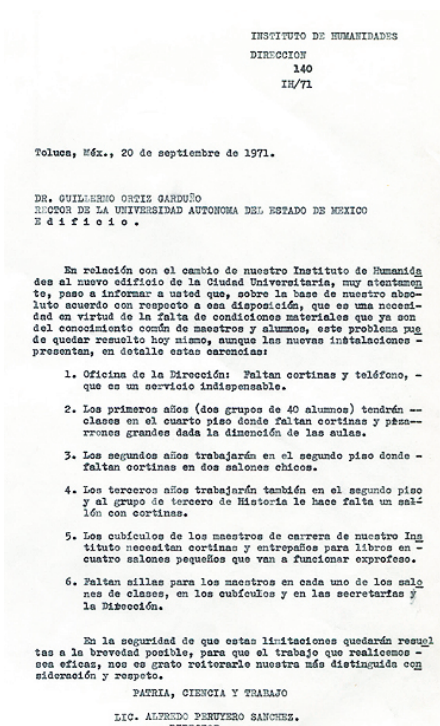 INSTITUTO DE HUMANIDADES
DIRECCION
140
IH/71
Toluca, Méx., 20 de septiembre de 1971.
DR. GUILLERMO ORTIZ GARDUÑO
RECTOR DE LA UNIVERSIDAD AUTONOMA DEL ESTADO DE MEXICO
E d i f i c i o .
En relación con el cambio de nuestro Instituto de Humanida
des al nuevo edificio de la Ciudad Universitaria, muy atentamen
te, paso a informar a usted que, sobre la base de nuestro abso-
luto acuerdo con respecto a esa disposición, que es una necesi-
dad en virtud de la falta de condiciones materiales que ya son
del conocimiento común de maestros y alumnos, este problema pue
de quedar resuelto hoy mismo, aunque las nuevas instalaciones -
presentan, en detalle estas carencias:
1. Oficina de la Dirección: Faltan cortinas y teléfono, -
que es un servicio indispensable.
2. Los primeros años (dos grupos de 40 alumnos) tendrán --
clases en el cuarto piso donde faltan cortinas y piza--
rrones grandes dada la dimención de las aulas.
3. Los segundos años trabajarán en el segundo piso donde -
faltan cortinas en dos salones chicos.
4. Los terceros años trabajarán también en el segundo piso
y al grupo de tercero de Historia le hace falta un sa-
lón con cortinas.
5. Los cubículos de los maestros de carrera de nuestro Ins
tituto necesitan cortinas y entrepaños para libros en -
cuatro salones pequeños que van a funcionar exprofeso.
6. Faltan sillas para los maestros en cada uno de los salo
nes de clases, en los cubículos y en las secretarías y
la Dirección.
En la seguridad de que estas limitaciones quedarán resuel
tas a la brevedad posible, para que el trabajo que realicemos -
sea eficaz, nos es grato reiterarle nuestra más distinguida con
sideración y respeto.
PATRIA, CIENCIA Y TRABAJO
LIC. ALFREDO PERUYERO SANCHEZ.